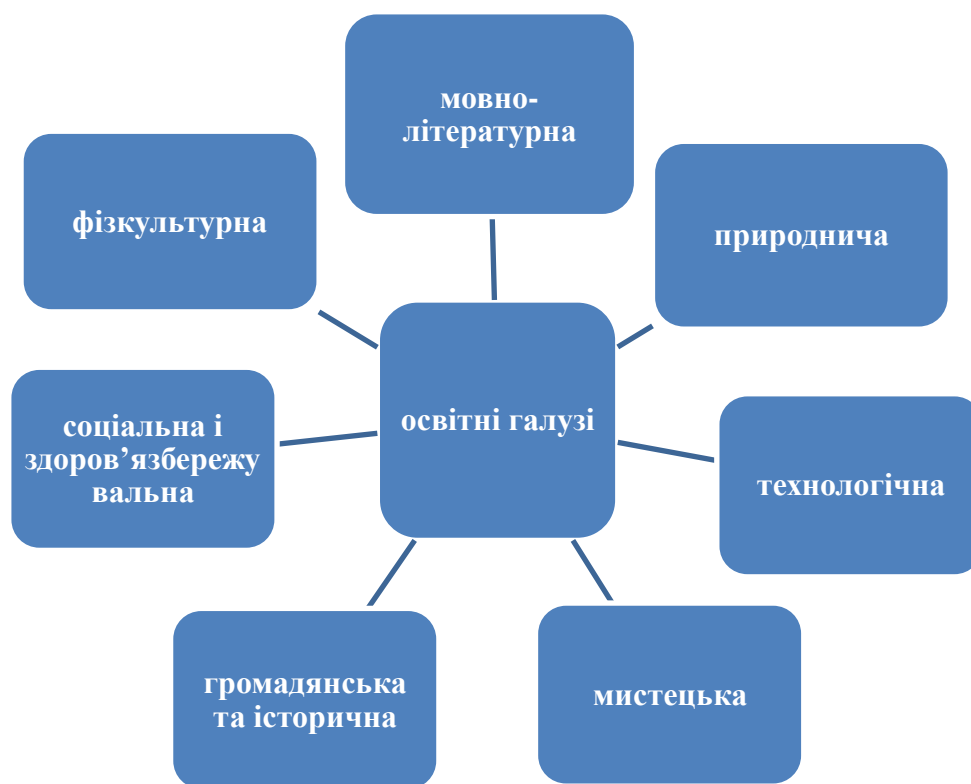 мовно-
літературна
природнича
технологічна
мистецька
громадянська
та історична
соціальна і
здоров’язбережу
вальна
фізкультурна
освітні галузі